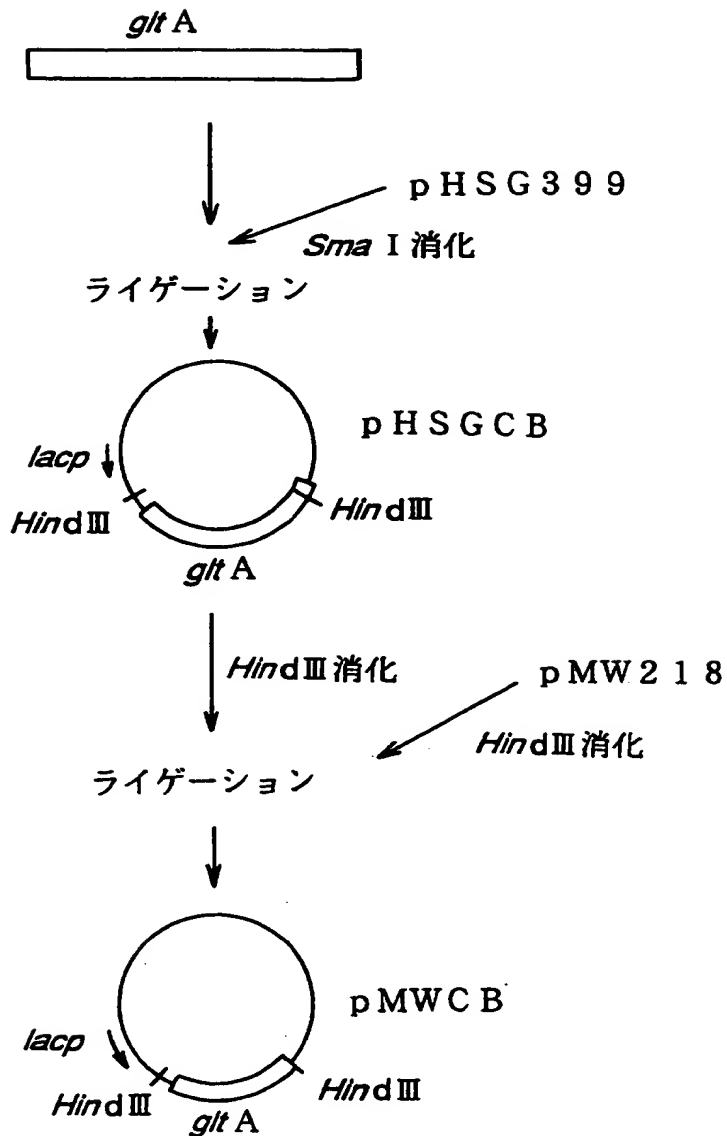 gltA
pHSG399
SmaI消化
ライゲーション
pHSGCB
lacp
HindⅢ
HindⅢ
gltA
HindⅢ消化
pMW218
HindⅢ消化
ライゲーション
pMWCB
lacp
HindⅢ
HindⅢ
gltA